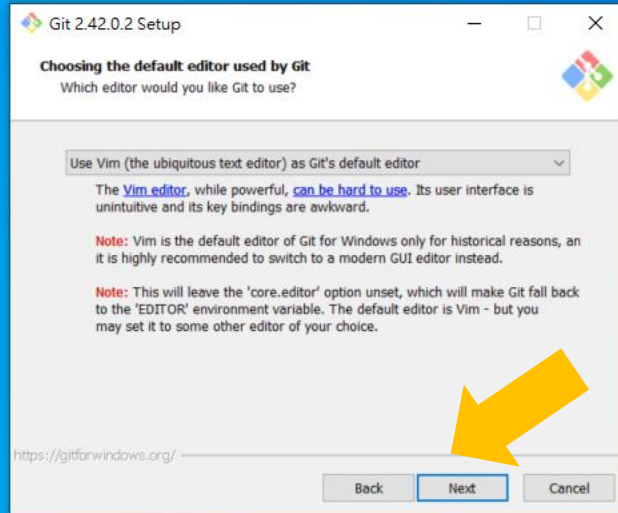 Git 2.42.0.2 Setup
Choosing the default editor used by Git
Which editor would you like Git to use?
Use Vim (the ubiquitous text editor) as Git's default editor
The Vim editor, while powerful, can be hard to use. Its user interface is
unintuitive and its key bindings are awkward.
Note: Vim is the default editor of Git for Windows only for historical reasons, an
it is highly recommended to switch to a modern GUI editor instead.
Note: This will leave the 'core.editor' option unset, which will make Git fall back
to the 'EDITOR' environment variable. The default editor is Vim - but you
may set it to some other editor of your choice.
https://gitforwindows.org/
Back Next Cancel